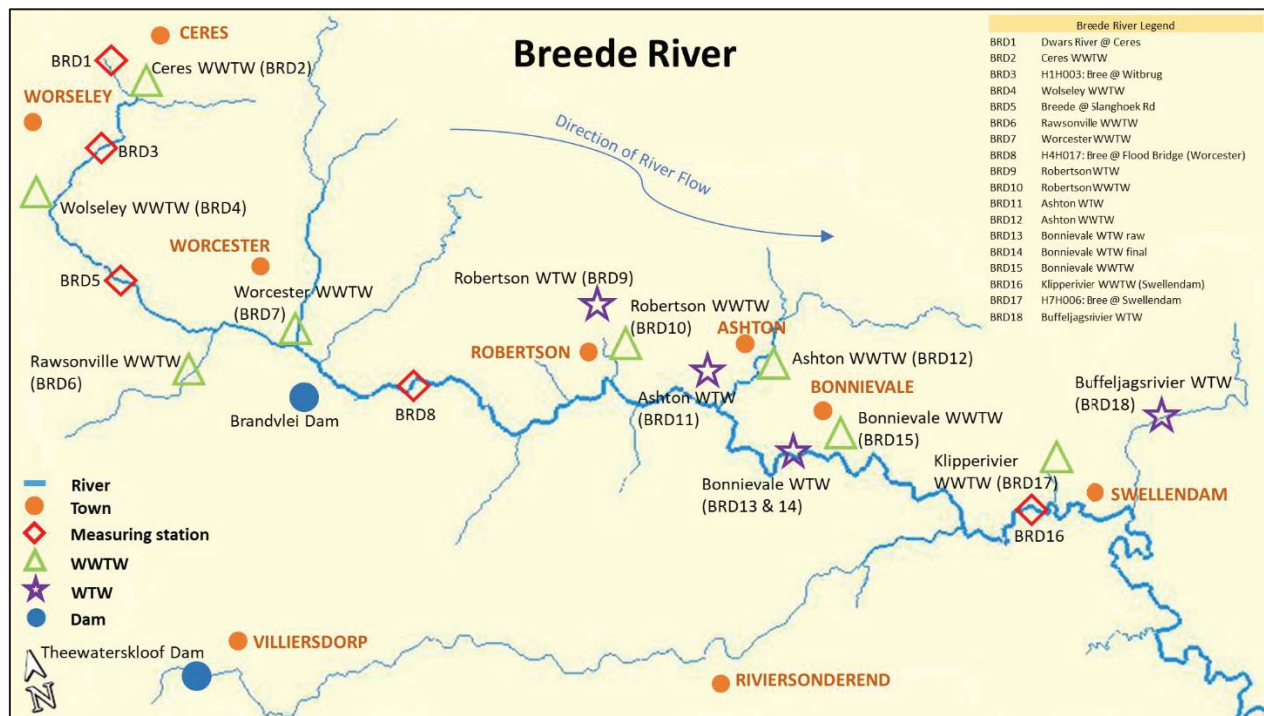 Breede River
CERES
BRD1
Ceres WWTW (BRD2)
WORSELEY
BRD3
Wolseley WWTW (BRD4)
WORCESTER
BRD5
Worcester WWTW
(BRD7)
Rawsonville WWTW
(BRD6)
Brandvlei Dam
BRD8
Direction of River Flow
Robertson WTW (BRD9)
Robertson WWTW
(BRD10)
ROBERTSON
ASHTON
Ashton WTW
(BRD11)
Ashton WWTW (BRD12)
BONNIEVALE
Bonnievale WWTW
(BRD15)
Bonnievale WTW
(BRD13 & 14)
Buffeljagsrivier WTW
(BRD18)
Klipperivier
WWTW (BRD17)
SWELLENDAM
BRD16
River
Town
Measuring station
WWTW
WTW
Dam
N
Theewaterskloof Dam
VILLIERSDORP
RIVIERSONDEREND
Breede River Legend
BRD1 Dwars River @ Ceres
BRD2 Ceres WWTW
BRD3 H1H003: Bree @ Witbrug
BRD4 Wolseley WWTW
BRD5 Breede @ Slanghoek Rd
BRD6 Rawsonville WWTW
BRD7 Worcester WWTW
BRD8 H4H017: Bree @ Flood Bridge (Worcester)
BRD9 Robertson WTW
BRD10 Robertson WWTW
BRD11 Ashton WTW
BRD12 Ashton WWTW
BRD13 Bonnievale WTW raw
BRD14 Bonnievale WTW final
BRD15 Bonnievale WWTW
BRD16 Klipperivier WWTW (Swellendam)
BRD17 H7H006: Bree @ Swellendam
BRD18 Buffeljagsrivier WTW